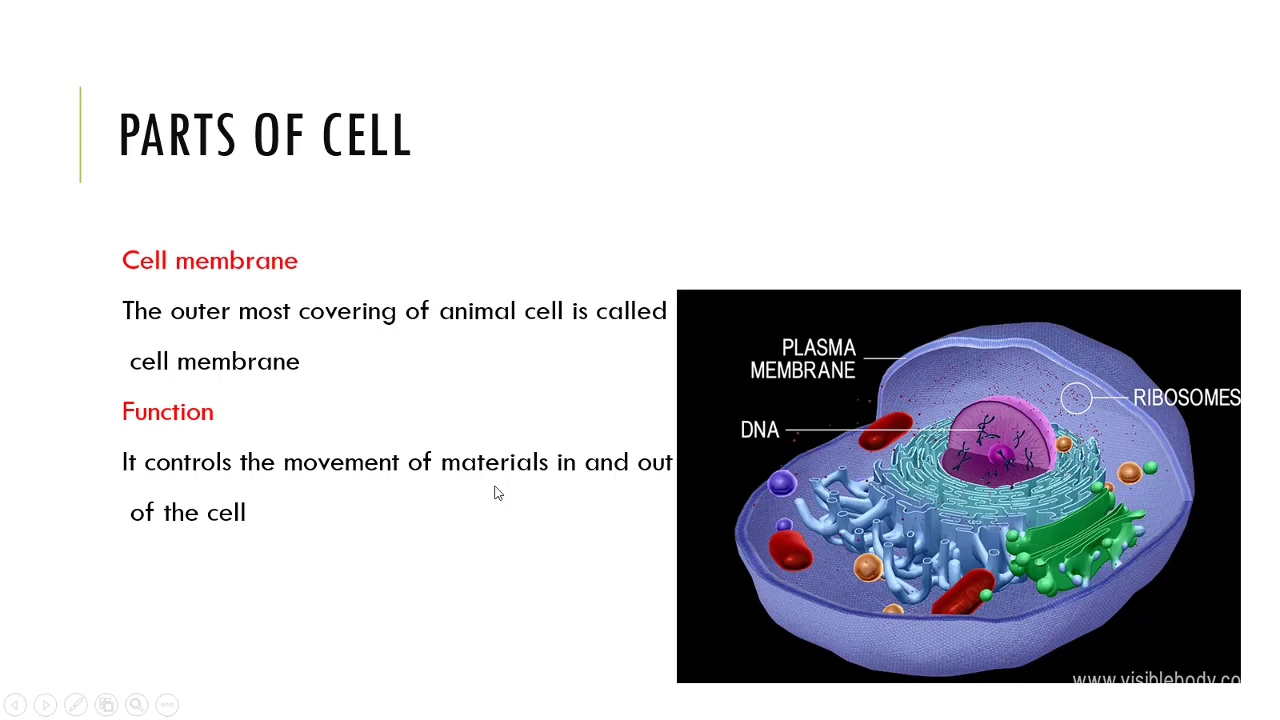 PARTS OF CELL
Cell membrane
The outer most covering of animal cell is called
cell membrane
Function
It controls the movement of materials in and out
of the cell
PLASMA
MEMBRANE
RIBOSOMES
DNA
www.visiblebody.co